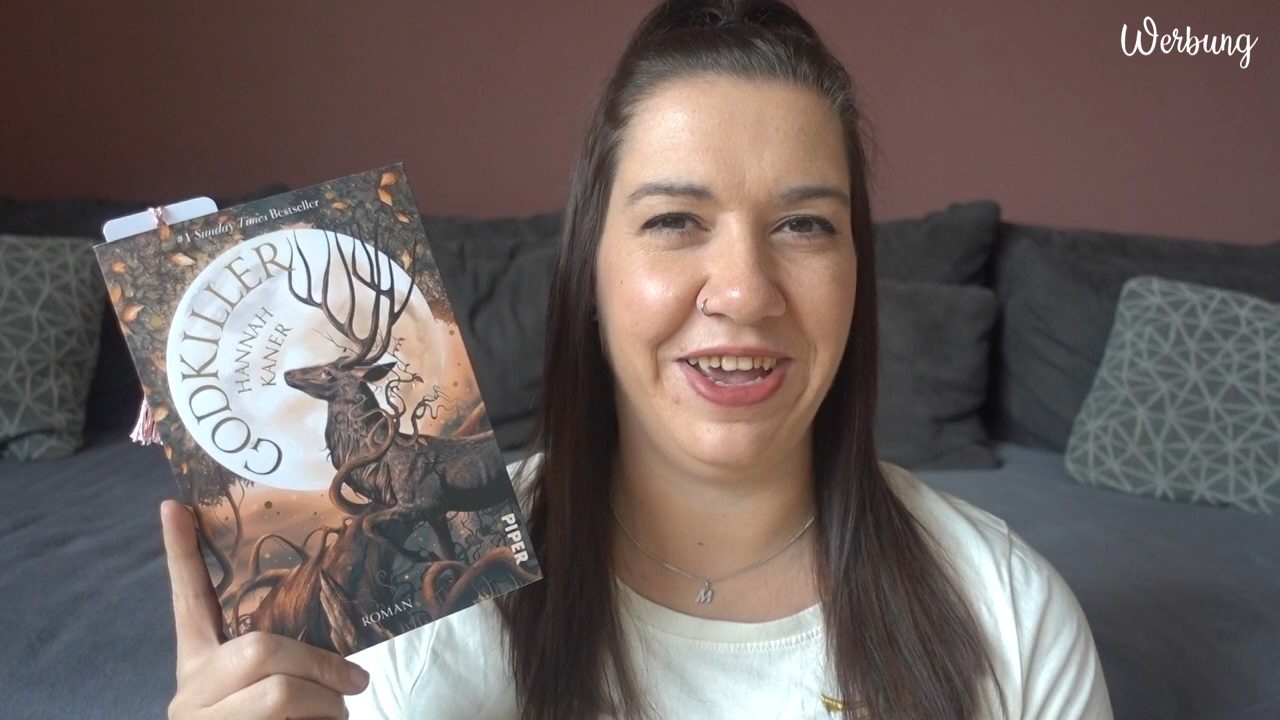 Werbung
#1 Sunday Times Bestseller
GODKILLER
HANNAH
KANER
PIPER
ROMAN
M